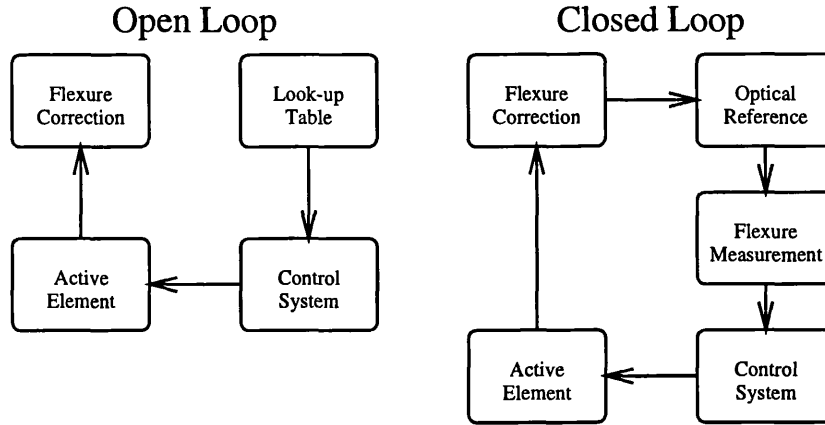 Open Loop
Flexure
Correction
Look-up
Table
Active
Element
Control
System
Closed Loop
Flexure
Correction
Optical
Reference
Flexure
Measurement
Active
Element
Control
System